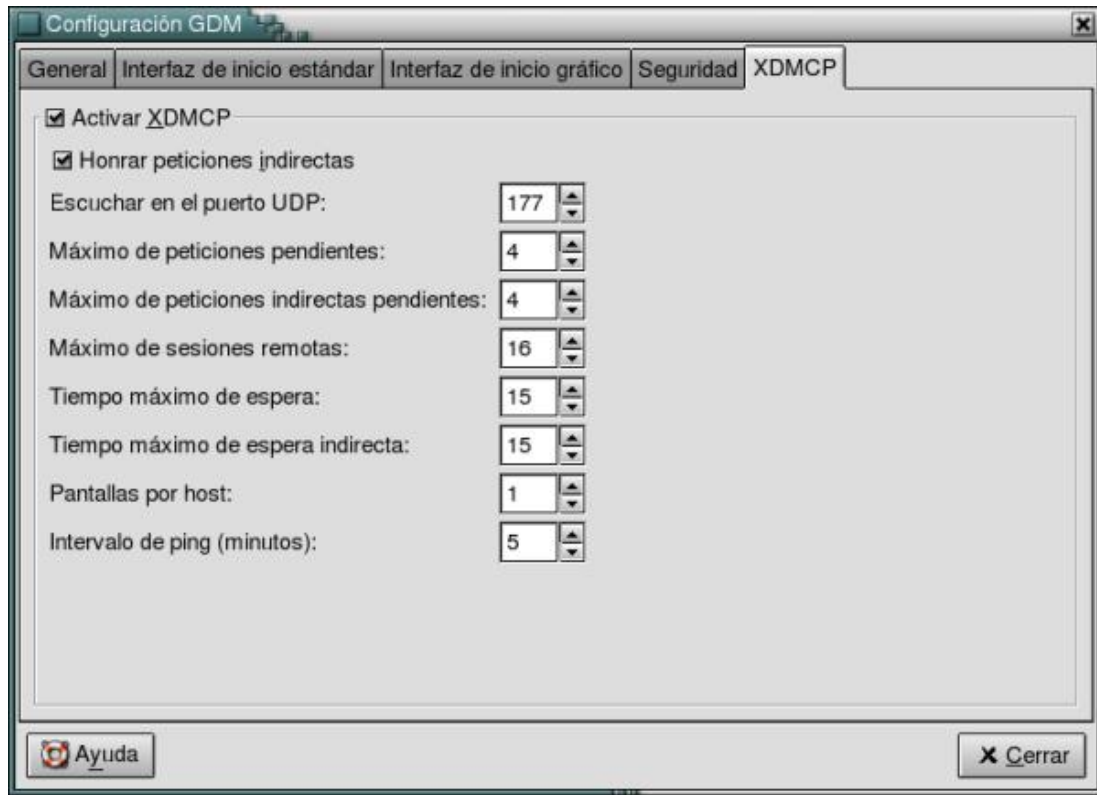 Configuración GDM
General Interfaz de inicio estándar Interfaz de inicio gráfico Seguridad XDMCP
Activar XDMCP
Honrar peticiones indirectas
Escuchar en el puerto UDP: 177
Máximo de peticiones pendientes: 4
Máximo de peticiones indirectas pendientes: 4
Máximo de sesiones remotas: 16
Tiempo máximo de espera: 15
Tiempo máximo de espera indirecta: 15
Pantallas por host: 1
Intervalo de ping (minutos): 5
Ayuda Cerrar